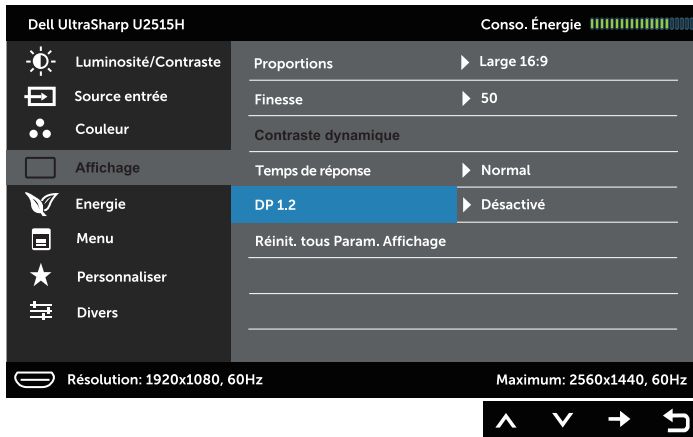 Dell UltraSharp U2515H Conso. Énergie
Luminosité/Contraste Proportions Large 16:9
Source entrée Finesse 50
Couleur Contraste dynamique
Affichage Temps de réponse Normal
Energie DP 1.2 Désactivé
Menu Réinit. tous Param. Affichage
Personnaliser
Divers
Résolution: 1920x1080, 60Hz Maximum: 2560x1440, 60Hz